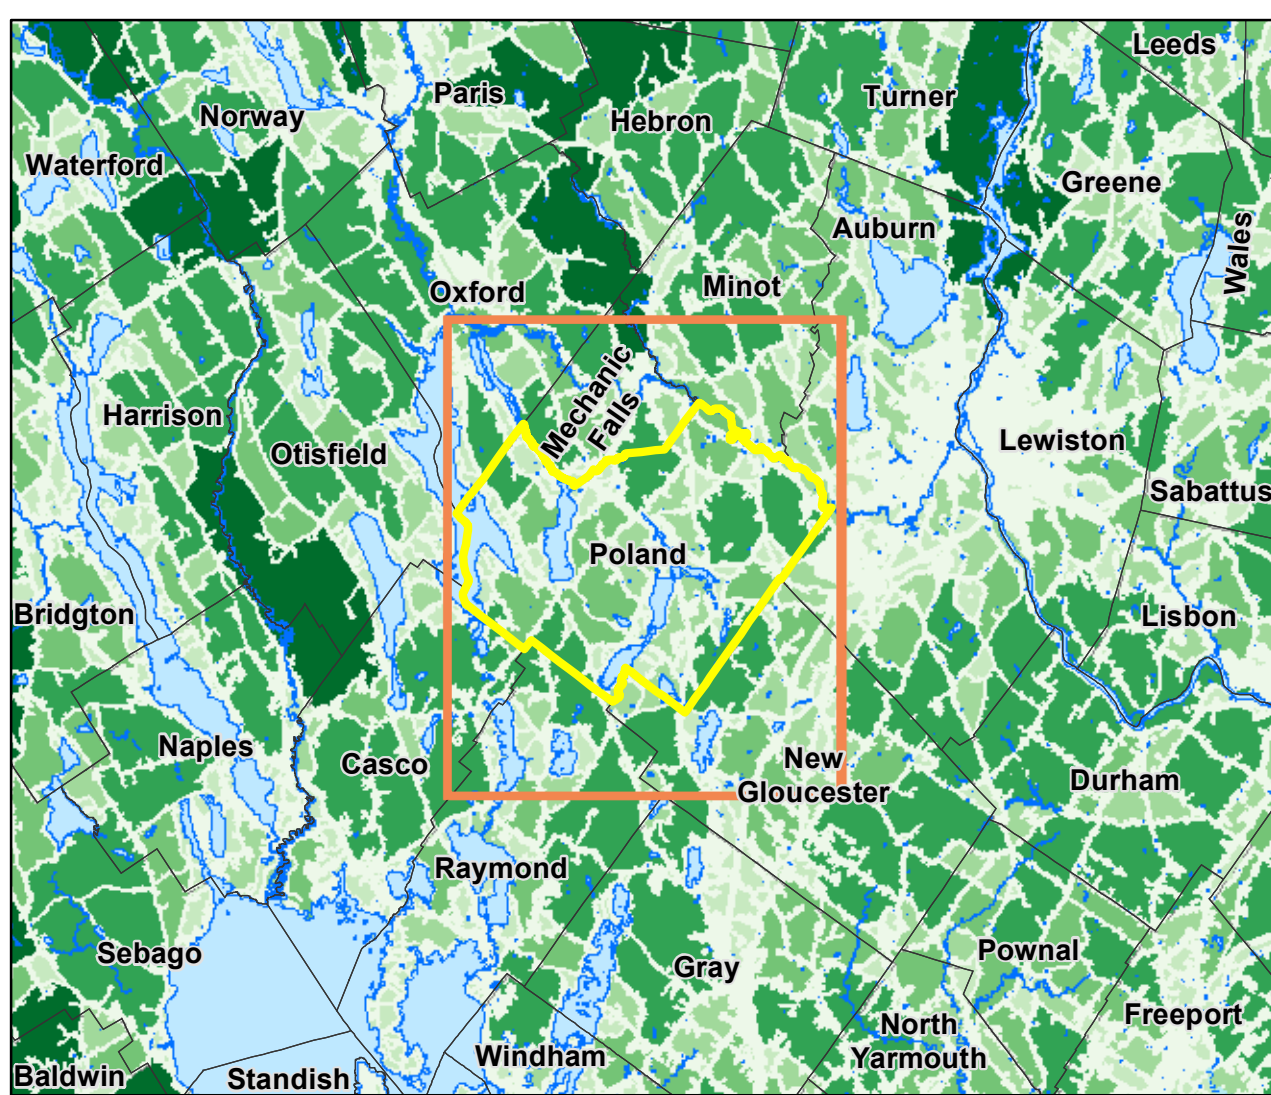 Leeds
Paris
Turner
Norway
Hebron
Waterford
Greene
Auburn
Wales
Oxford
Minot
Mechanic
Falls
Harrison
Otisfield
Lewiston
Sabattus
Poland
Bridgton
Lisbon
Naples
Casco
New
Gloucester
Durham
Raymond
Sebago
Gray
Pownal
Freeport
North
Yarmouth
Windham
Baldwin
Standish